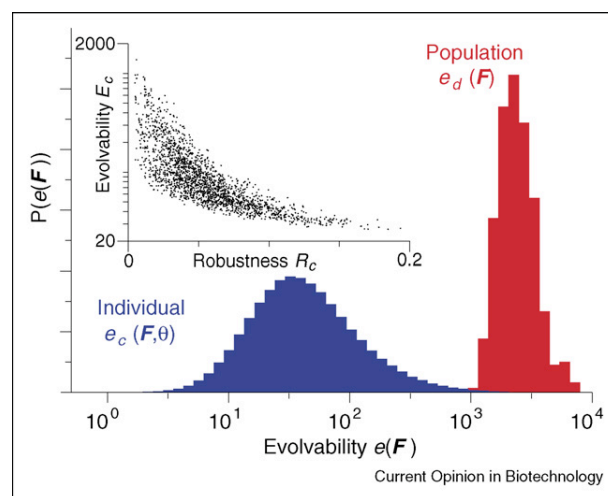 2000
Evolvability E_c
20
0
Robustness R_c
0.2
Population
e_d (F)
Individual
e_c (F,θ)
P(e(F))
10^0
10^1
10^2
10^3
10^4
Evolvability e(F)
Current Opinion in Biotechnology